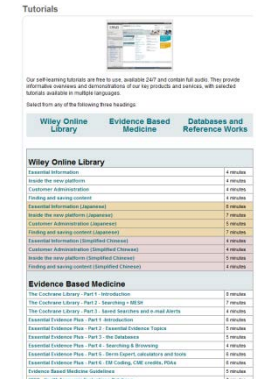 Tutorials
Our self-learning tutorials are free to use, available 24/7 and contain full audio. They provide
informative overviews and demonstrations of our key products and services, with selected
tutorials available in multiple languages.
Select from any of the following three headings:
Wiley Online Library
Evidence Based Medicine
Databases and Reference Works
Wiley Online Library
Essential Information 4 minutes
Inside the new platform 4 minutes
Customer Administration 4 minutes
Finding and saving content 4 minutes
Essential Information (Japanese) 8 minutes
Inside the new platform (Japanese) 7 minutes
Customer Administration (Japanese) 5 minutes
Finding and saving content (Japanese) 7 minutes
Essential Information (Simplified Chinese) 4 minutes
Customer Administration (Simplified Chinese) 4 minutes
Inside the new platform (Simplified Chinese) 5 minutes
Finding and saving content (Simplified Chinese) 4 minutes
Evidence Based Medicine
The Cochrane Library - Part 1 - Introduction 8 minutes
The Cochrane Library - Part 2 - Searching + MESH 7 minutes
The Cochrane Library - Part 3 - Saved Searches and e-mail Alerts 4 minutes
Essential Evidence Plus - Part 1 - Introduction 6 minutes
Essential Evidence Plus - Part 2 - Essential Evidence Topics 5 minutes
Essential Evidence Plus - Part 3 - the Databases 5 minutes
Essential Evidence Plus - Part 4 - Searching & Browsing 4 minutes
Essential Evidence Plus - Part 5 - Derm Expert, calculators and tools 6 minutes
Essential Evidence Plus - Part 6 - EM Coding, CME credits, PDAs 6 minutes
Evidence Based Medicine Guidelines 5 minutes